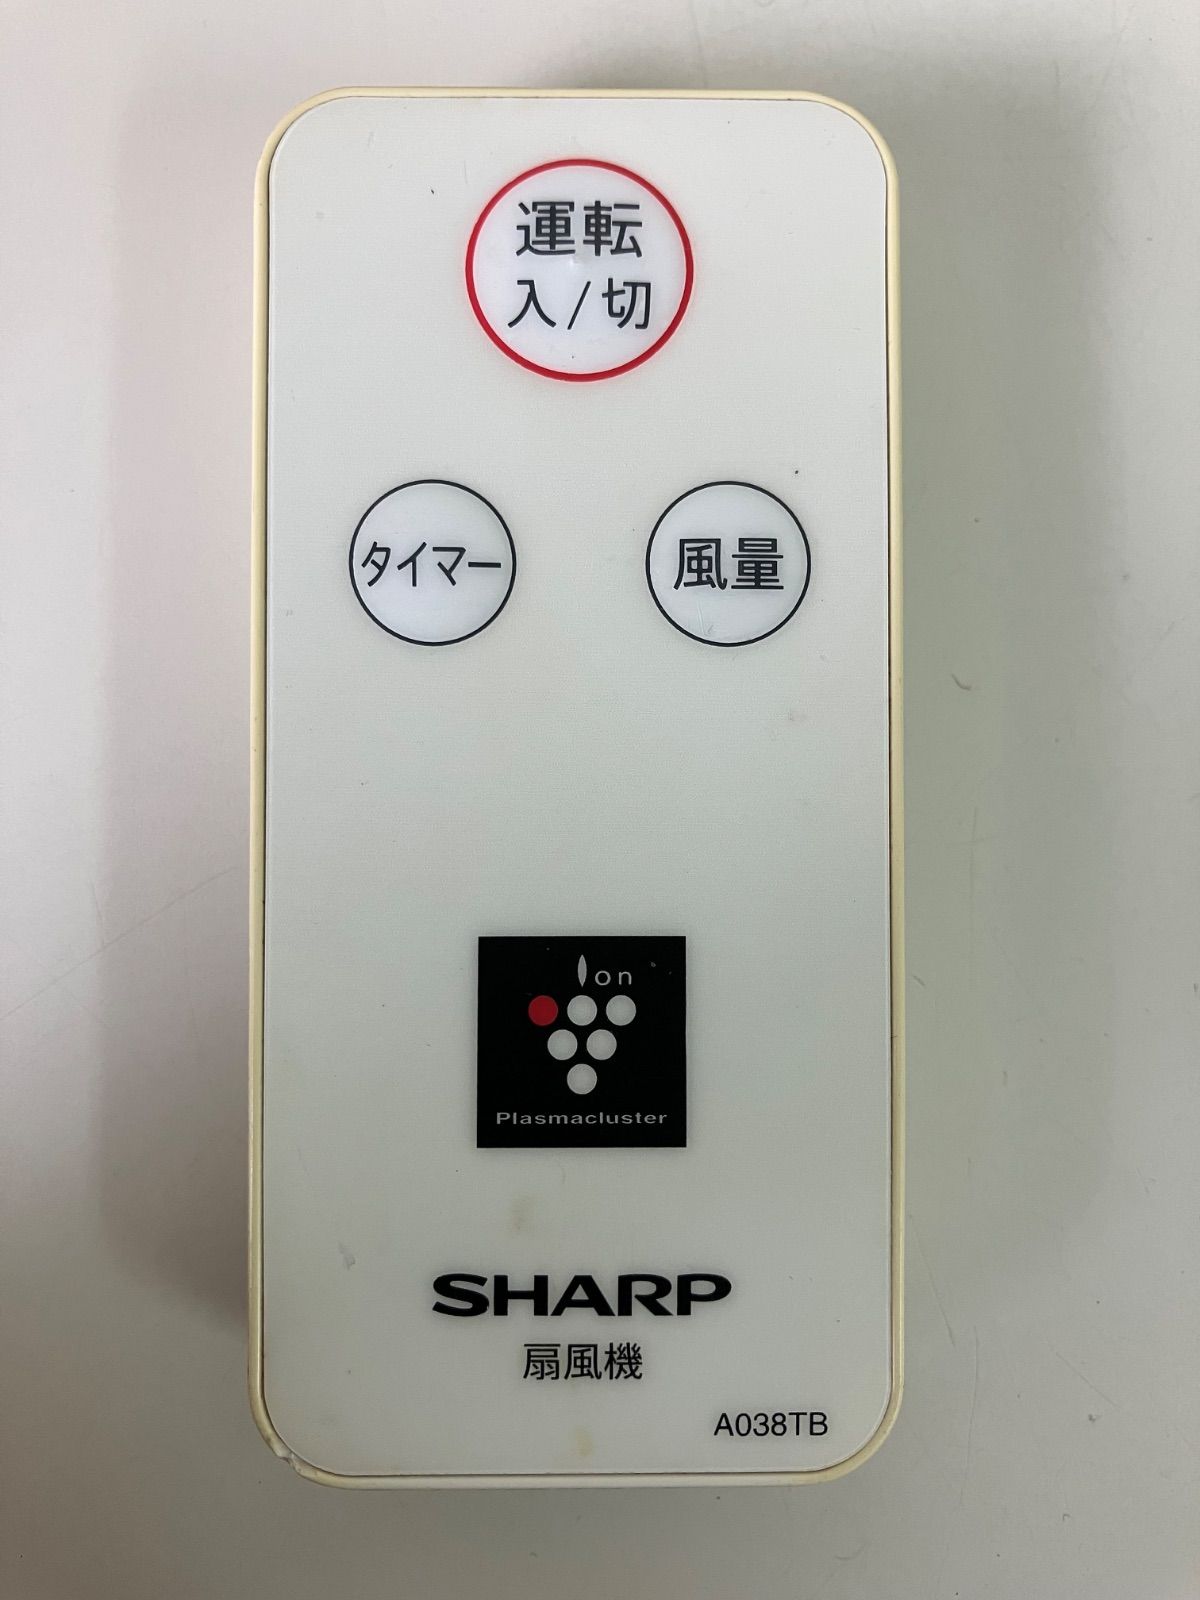 運転
入/切
タイマー
風量
Ion
Plasmacluster
SHARP
扇風機
A038TB